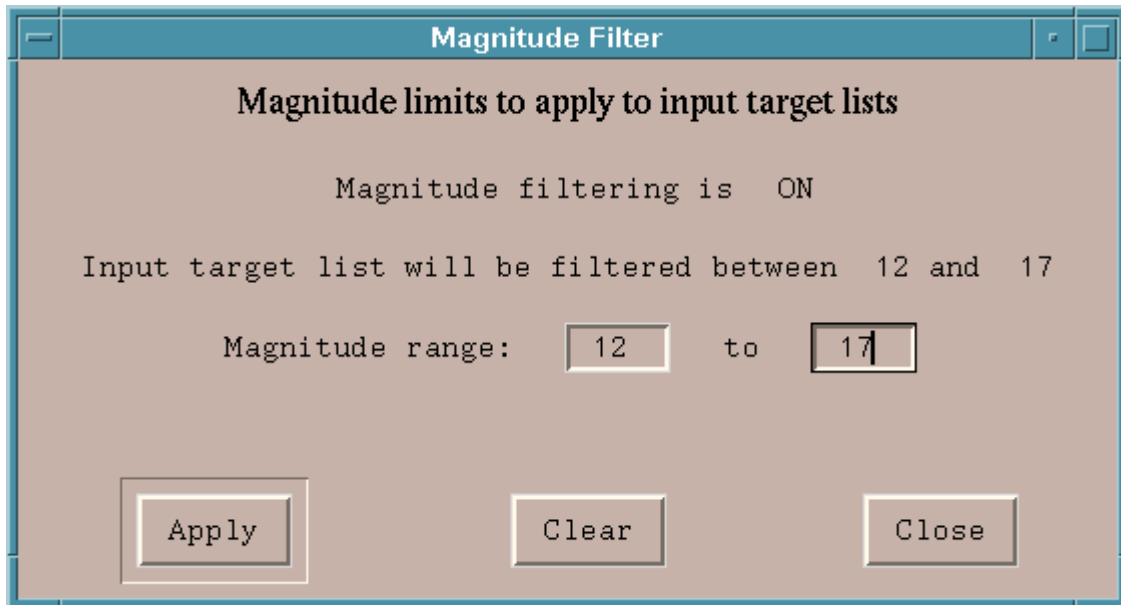 Magnitude Filter
Magnitude limits to apply to input target lists
Magnitude filtering is ON
Input target list will be filtered between 12 and 17
Magnitude range: 12 to 17
Apply Clear Close